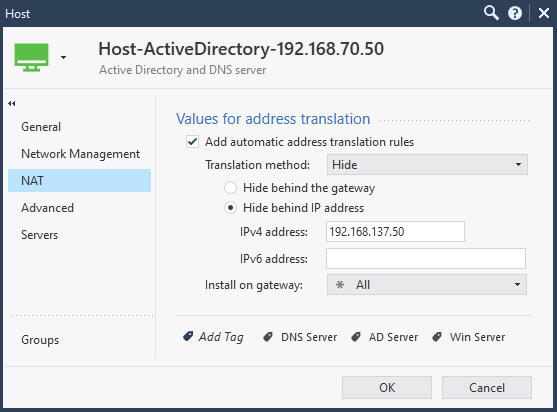 Host
Host-ActiveDirectory-192.168.70.50
Active Directory and DNS server
General
Network Management
NAT
Advanced
Servers
Groups
Values for address translation
Add automatic address translation rules
Translation method: Hide
Hide behind the gateway
Hide behind IP address
IPv4 address: 192.168.137.50
IPv6 address:
Install on gateway: * All
Add Tag DNS Server AD Server Win Server
OK Cancel